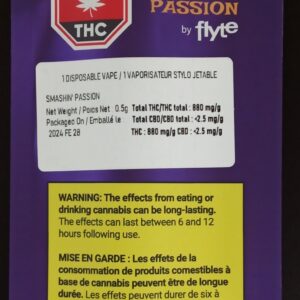 PASSION
by flyte
THC
1 DISPOSABLE VAPE / 1 VAPORISATEUR STYLO JETABLE
SMASHIN' PASSION
Net Weight / Poids Net : 0.5g
Packaged On / Emballé le :
2024 FE 28
Total THC/THC total : 880 mg/g
Total CBD/CBD total : <2.5 mg/g
THC : 880 mg/g CBD : <2.5 mg/g
WARNING: The effects from eating or
drinking cannabis can be long-lasting.
The effects can last between 6 and 12
hours following use.
MISE EN GARDE : Les effets de la
consommation de produits comestibles à
base de cannabis peuvent être de longue
durée. Les effets peuvent durer de six à